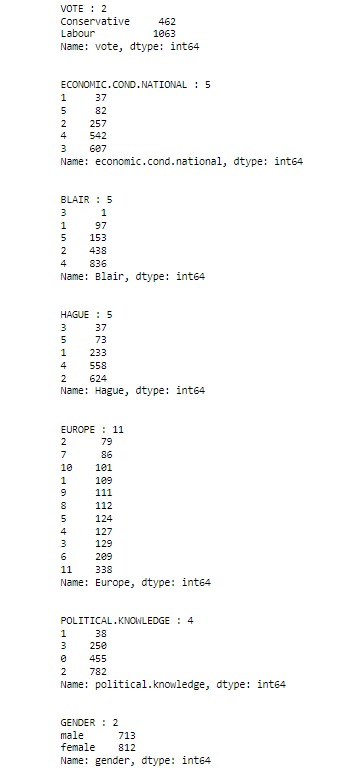 VOTE : 2
Conservative 462
Labour 1063
Name: vote, dtype: int64
ECONOMIC.COND.NATIONAL : 5
1 37
5 82
2 257
4 542
3 607
Name: economic.cond.national, dtype: int64
BLAIR : 5
3 1
1 97
5 153
2 438
4 836
Name: Blair, dtype: int64
HAGUE : 5
3 37
5 73
1 233
4 558
2 624
Name: Hague, dtype: int64
EUROPE : 11
2 79
7 86
10 101
1 109
9 111
8 112
5 124
4 127
3 129
6 209
11 338
Name: Europe, dtype: int64
POLITICAL.KNOWLEDGE : 4
1 38
3 250
0 455
2 782
Name: political.knowledge, dtype: int64
GENDER : 2
male 713
female 812
Name: gender, dtype: int64